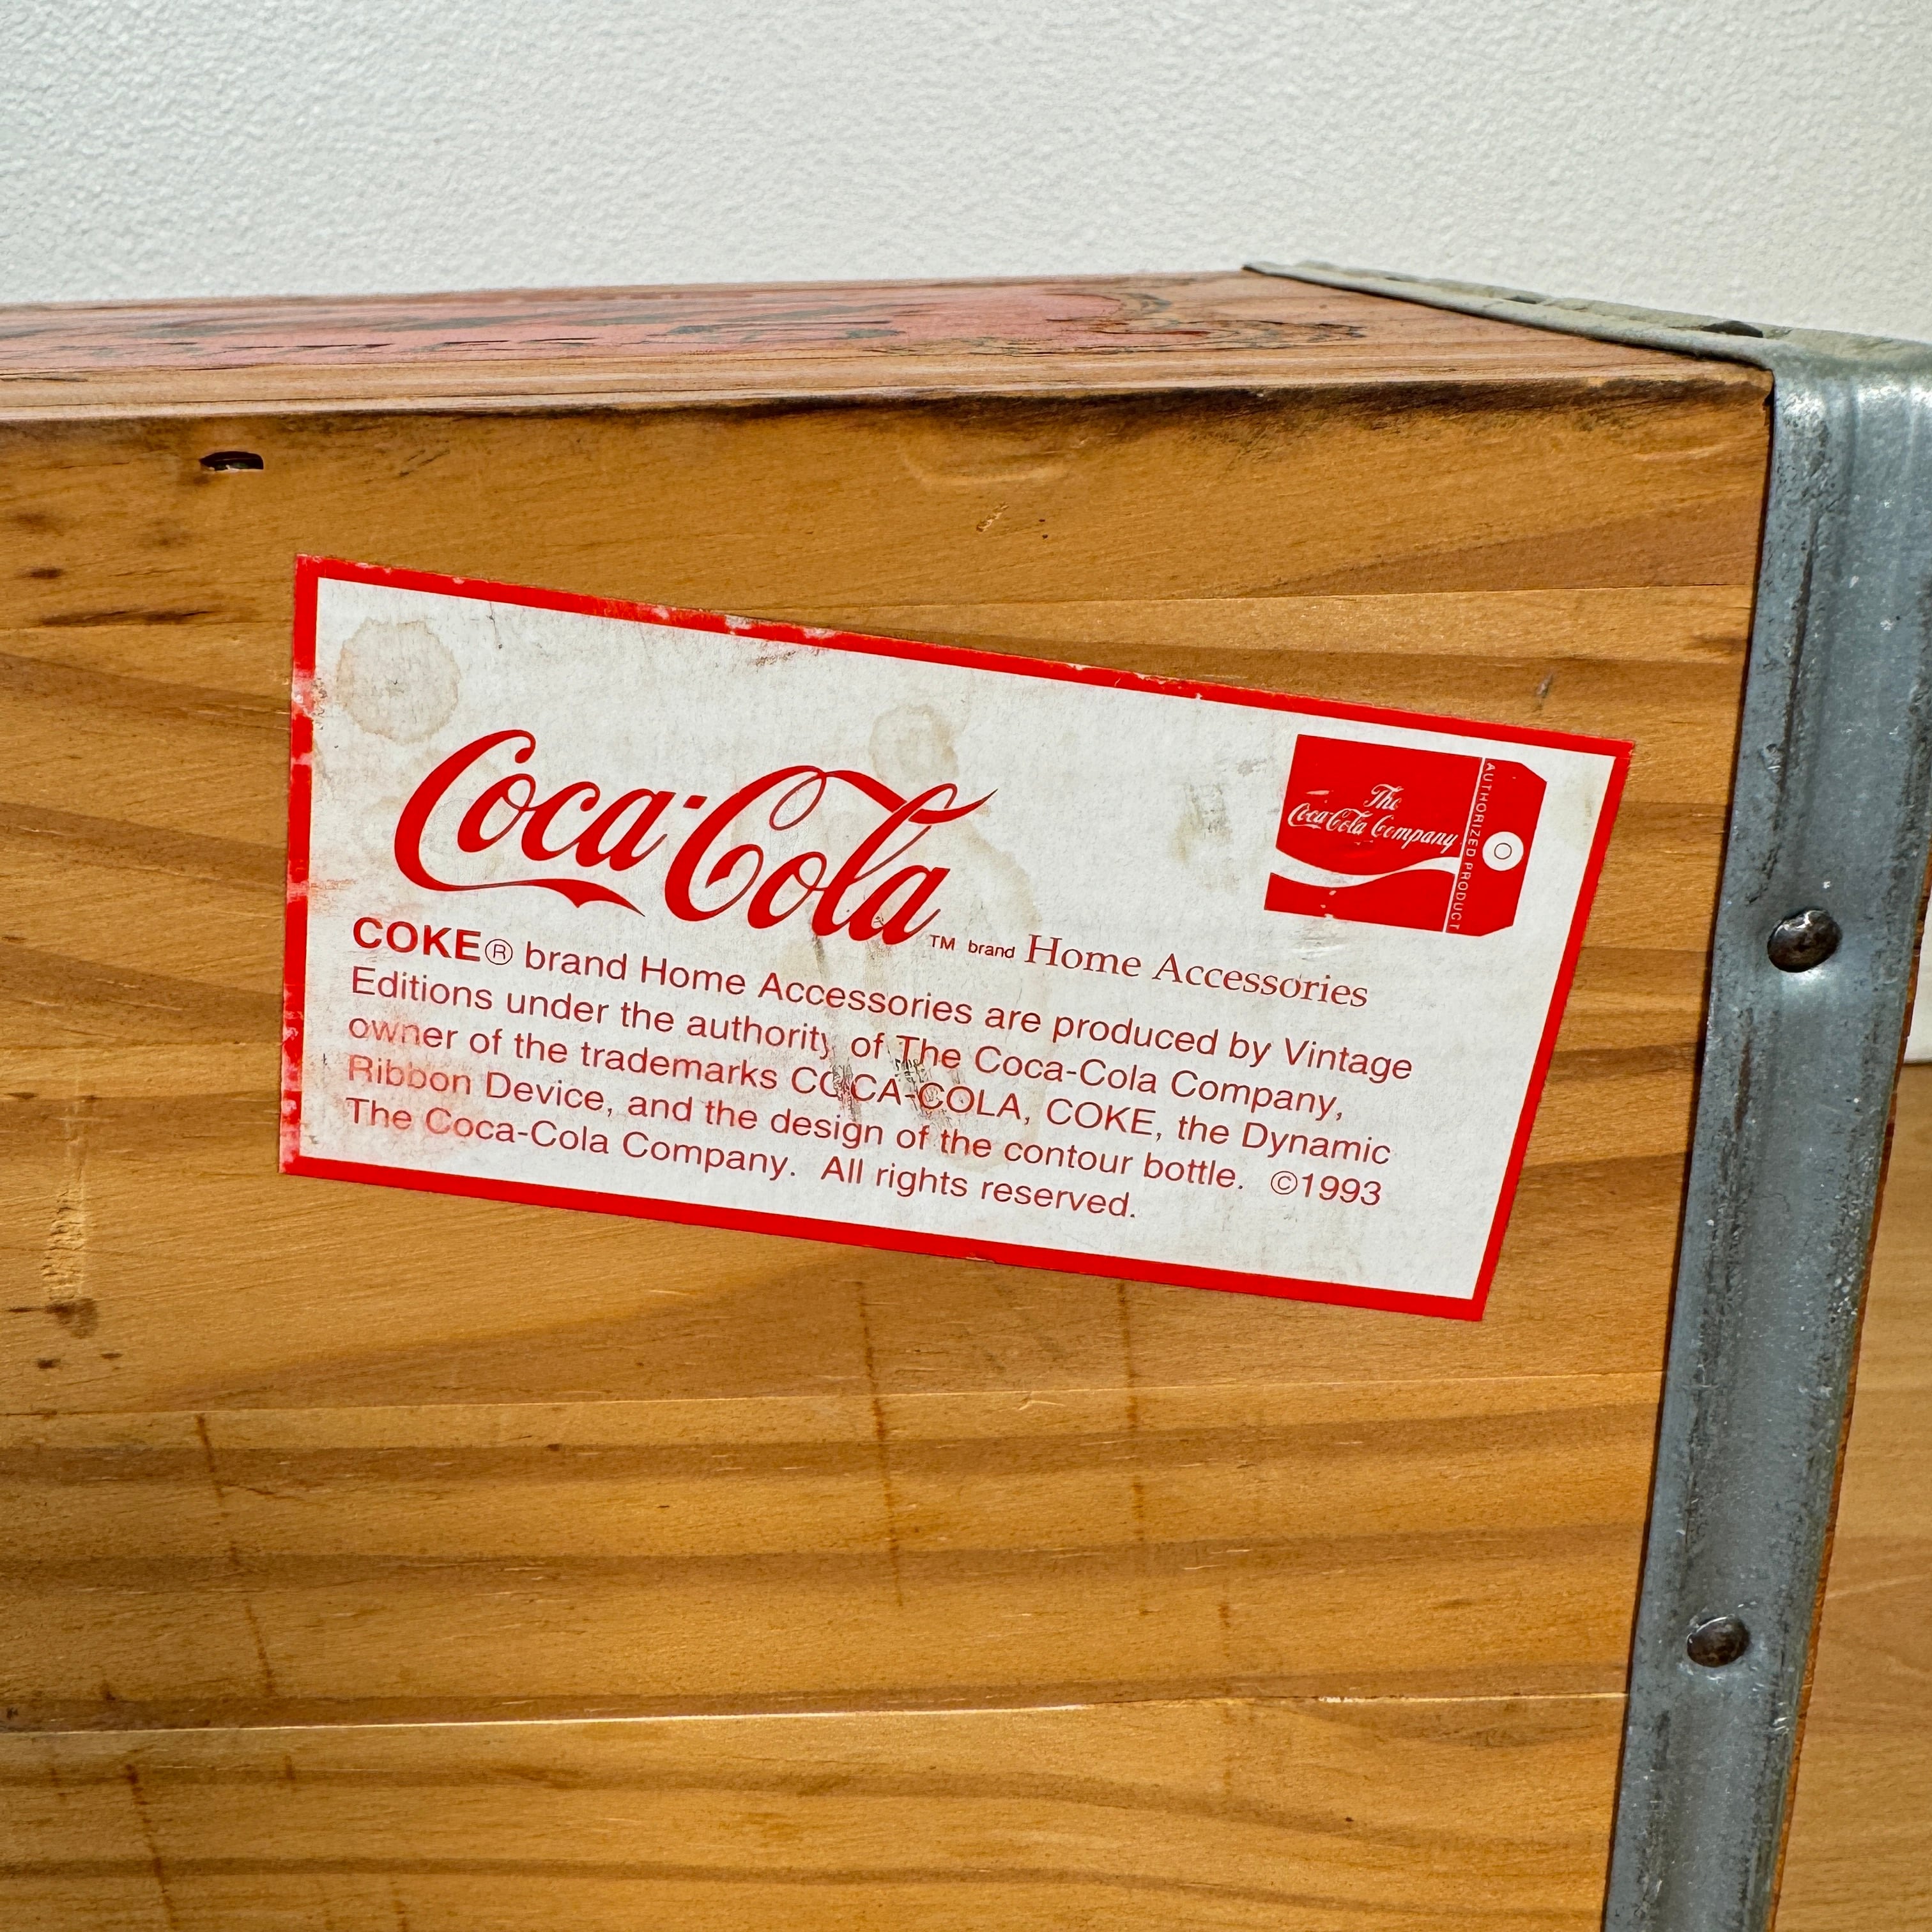 Coca-Cola™ brand Home Accessories
The
Coca-Cola Company
AUTHORIZED PRODUCT
COKE® brand Home Accessories are produced by Vintage
Editions under the authority of The Coca-Cola Company,
owner of the trademarks COCA-COLA, COKE, the Dynamic
Ribbon Device, and the design of the contour bottle.  ©1993
The Coca-Cola Company.  All rights reserved.